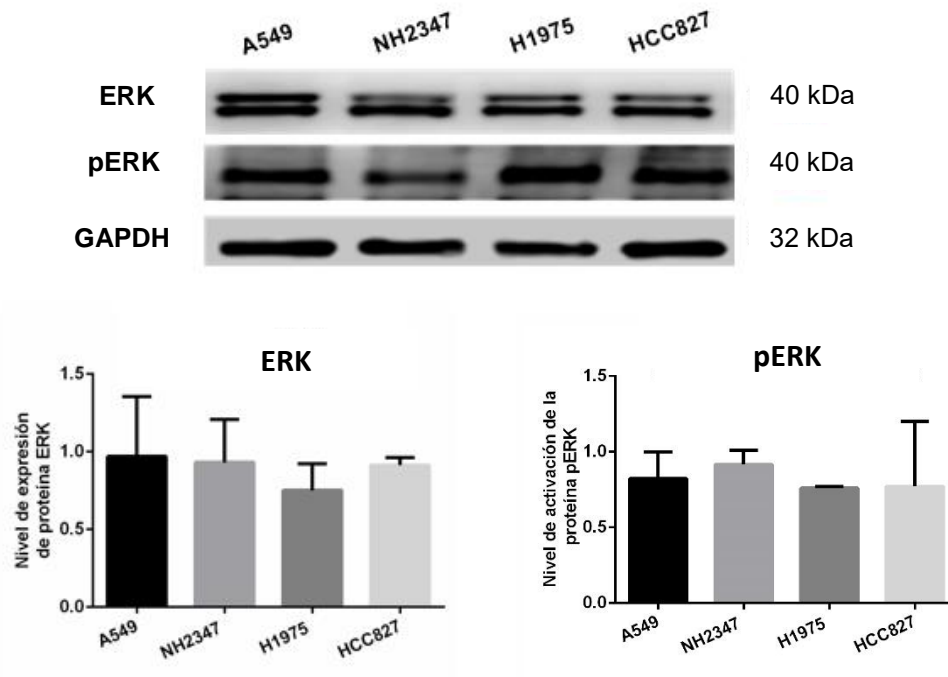 A549 NH2347 H1975 HCC827
ERK 40 kDa
pERK 40 kDa
GAPDH 32 kDa
ERK
Nivel de expresión
de proteína ERK
1.5
1.0
0.5
0.0
A549 NH2347 H1975 HCC827
pERK
Nivel de activación de la
proteína pERK
1.5
1.0
0.5
0.0
A549 NH2347 H1975 HCC827